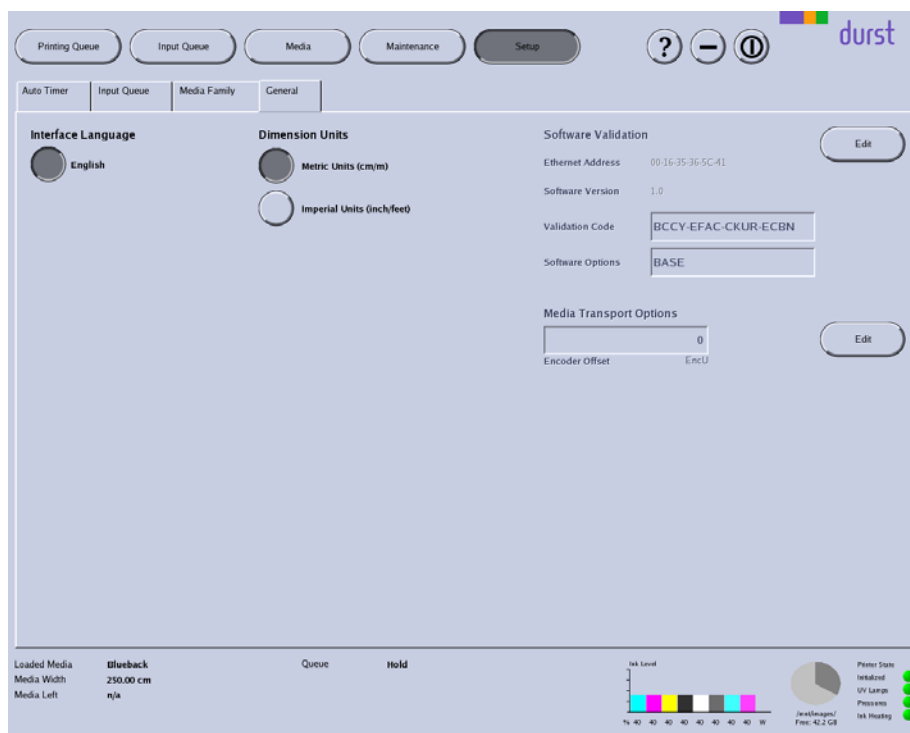 durst
Printing Queue
Input Queue
Media
Maintenance
Setup
?
Auto Timer
Input Queue
Media Family
General
Interface Language
English
Dimension Units
Metric Units (cm/m)
Imperial Units (inch/feet)
Software Validation
Edit
Ethernet Address 00-16-35-36-5C-41
Software Version 1.0
Validation Code BCCY-EFAC-CKUR-ECBN
Software Options BASE
Media Transport Options
0
Edit
Encoder Offset EncU
Loaded Media Blueback
Media Width 250.00 cm
Media Left n/a
Queue Hold
Ink Level
% 40 40 40 40 40 40 40 40 W
Free: 42.2 GB
Printer State
Initialized
UV Lamps
Pressures
Ink Heating